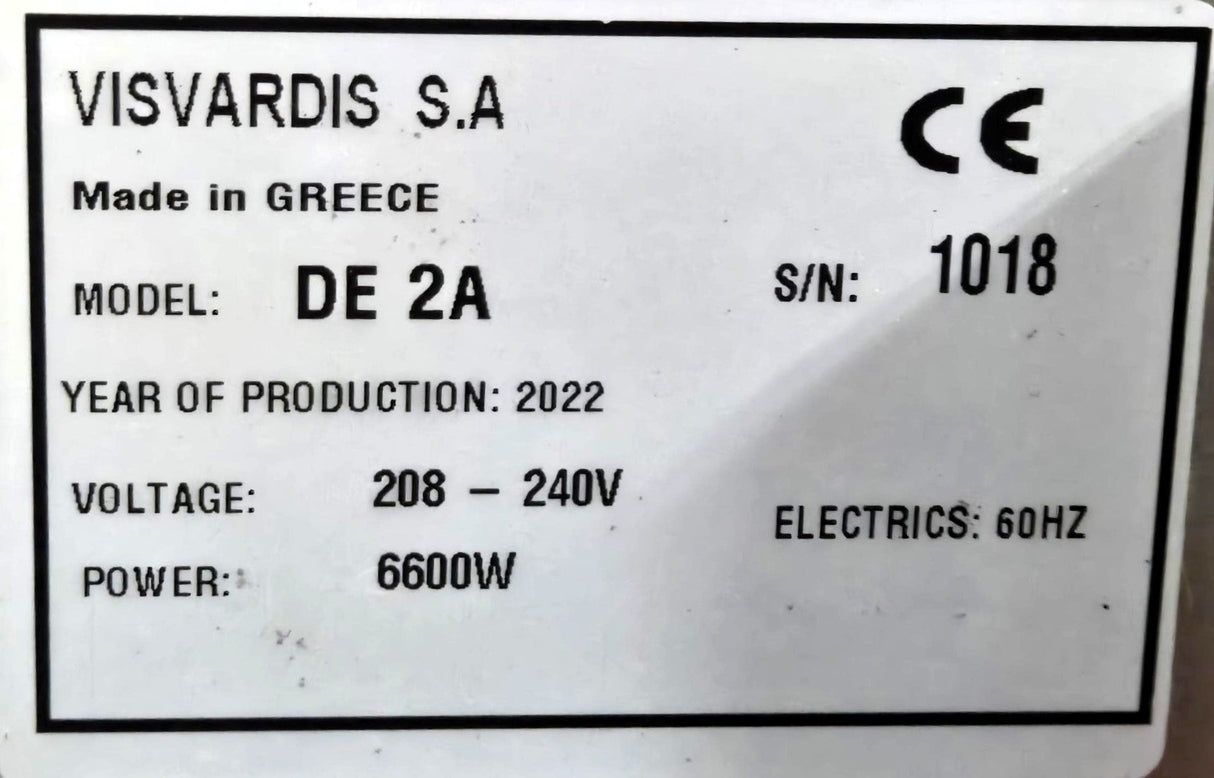 VISVARDIS S.A
CE
Made in GREECE
MODEL: DE 2A
S/N: 1018
YEAR OF PRODUCTION: 2022
VOLTAGE: 208 – 240V
ELECTRICS: 60HZ
POWER: 6600W